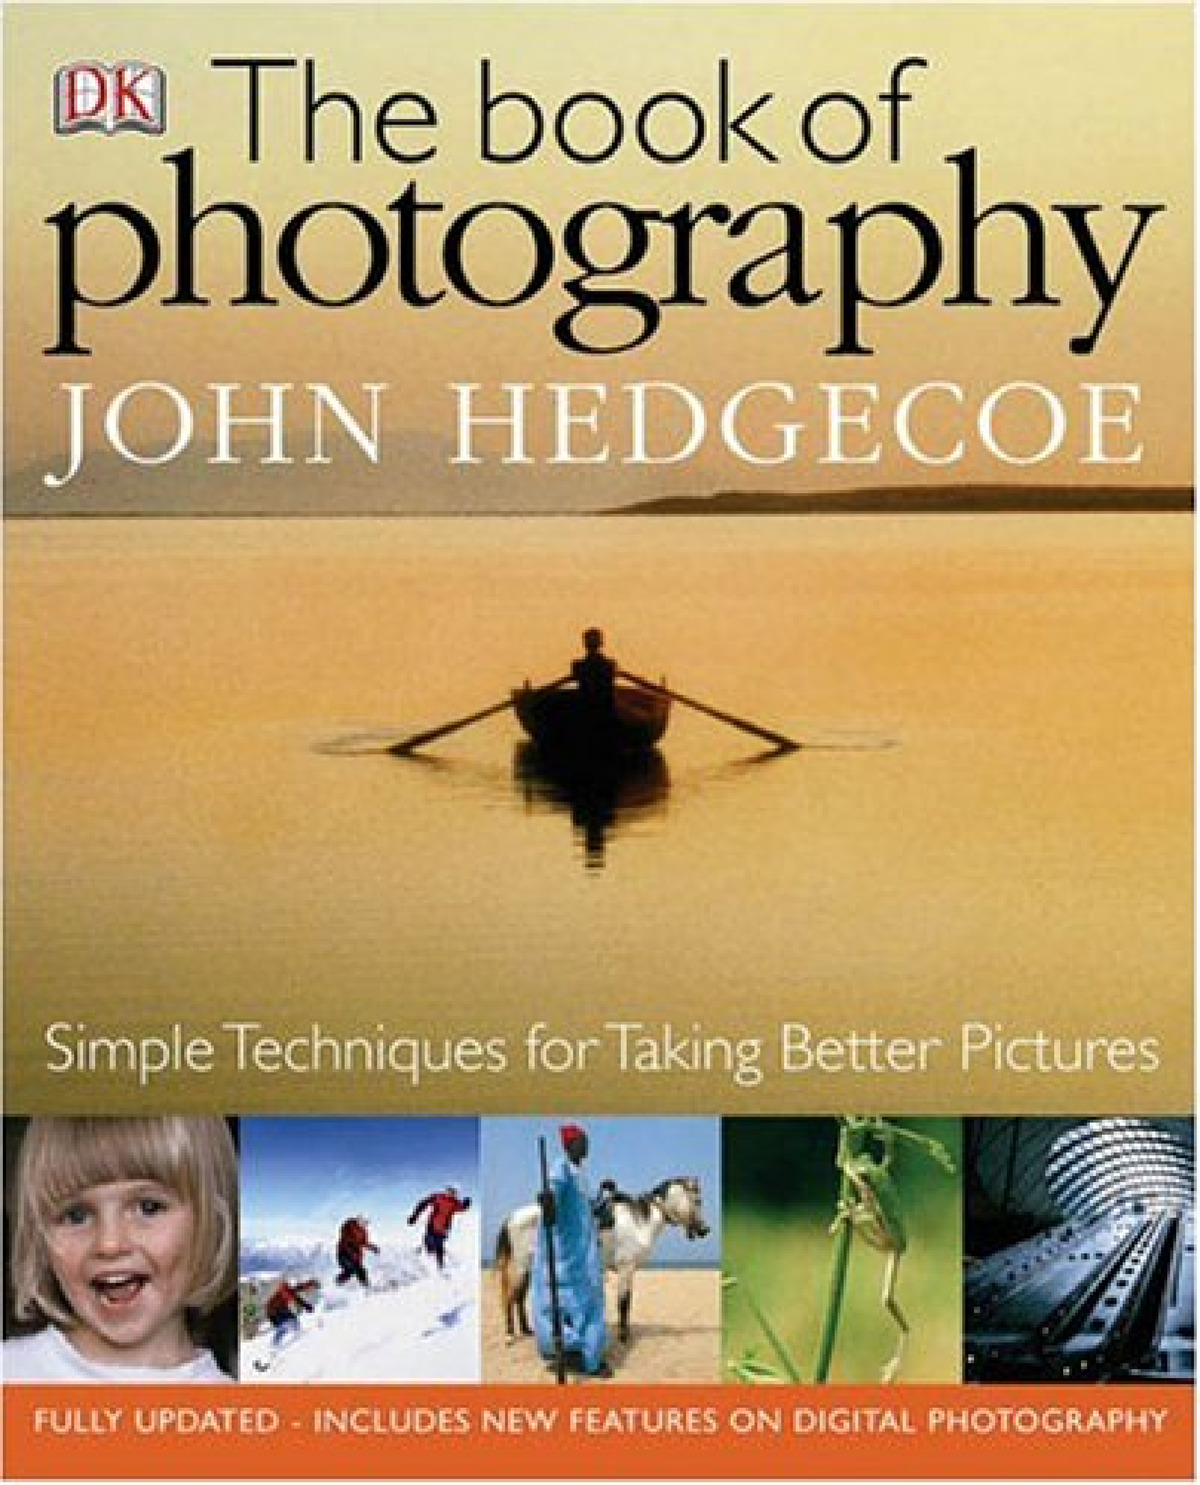 DK
The book of
photography
JOHN HEDGECOE
Simple Techniques for Taking Better Pictures
FULLY UPDATED - INCLUDES NEW FEATURES ON DIGITAL PHOTOGRAPHY